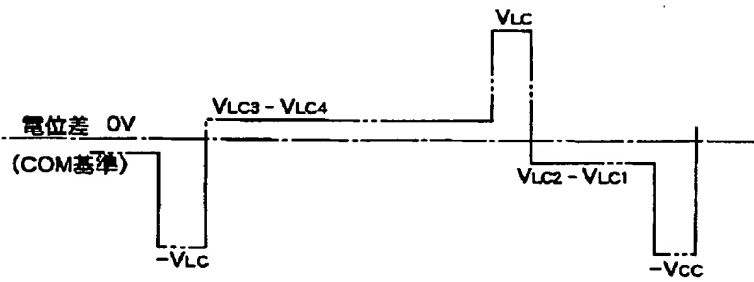 VLC
VLC3 - VLC4
電位差 0V
(COM基準)
VLC2 - VLC1
-VLC
-VCC